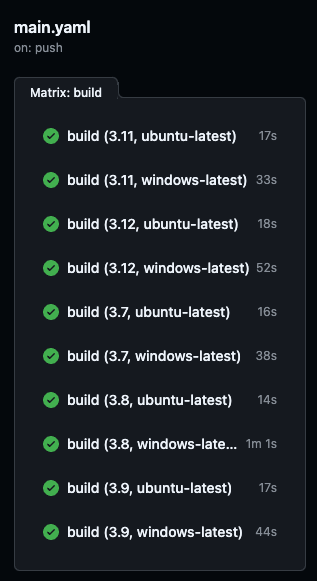 main.yaml
on: push
Matrix: build
build (3.11, ubuntu-latest) 17s
build (3.11, windows-latest) 33s
build (3.12, ubuntu-latest) 18s
build (3.12, windows-latest) 52s
build (3.7, ubuntu-latest) 16s
build (3.7, windows-latest) 38s
build (3.8, ubuntu-latest) 14s
build (3.8, windows-late... 1m 1s
build (3.9, ubuntu-latest) 17s
build (3.9, windows-latest) 44s